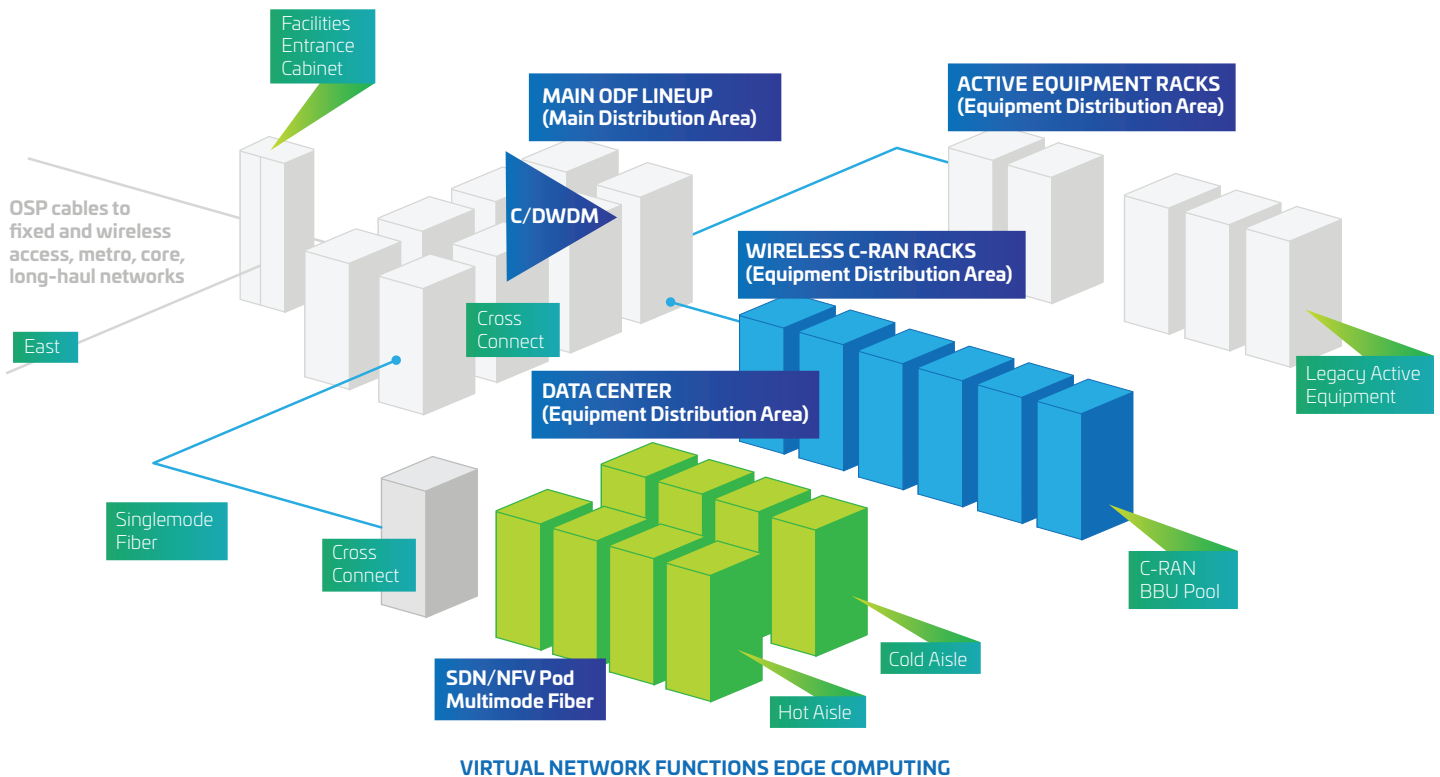 Facilities
Entrance
Cabinet
MAIN ODF LINEUP
(Main Distribution Area)
ACTIVE EQUIPMENT RACKS
(Equipment Distribution Area)
OSP cables to
fixed and wireless
access, metro, core,
long-haul networks
C/DWDM
WIRELESS C-RAN RACKS
(Equipment Distribution Area)
East
Cross
Connect
Legacy Active
Equipment
DATA CENTER
(Equipment Distribution Area)
Singlemode
Fiber
Cross
Connect
C-RAN
BBU Pool
Cold Aisle
SDN/NFV Pod
Multimode Fiber
Hot Aisle
VIRTUAL NETWORK FUNCTIONS EDGE COMPUTING